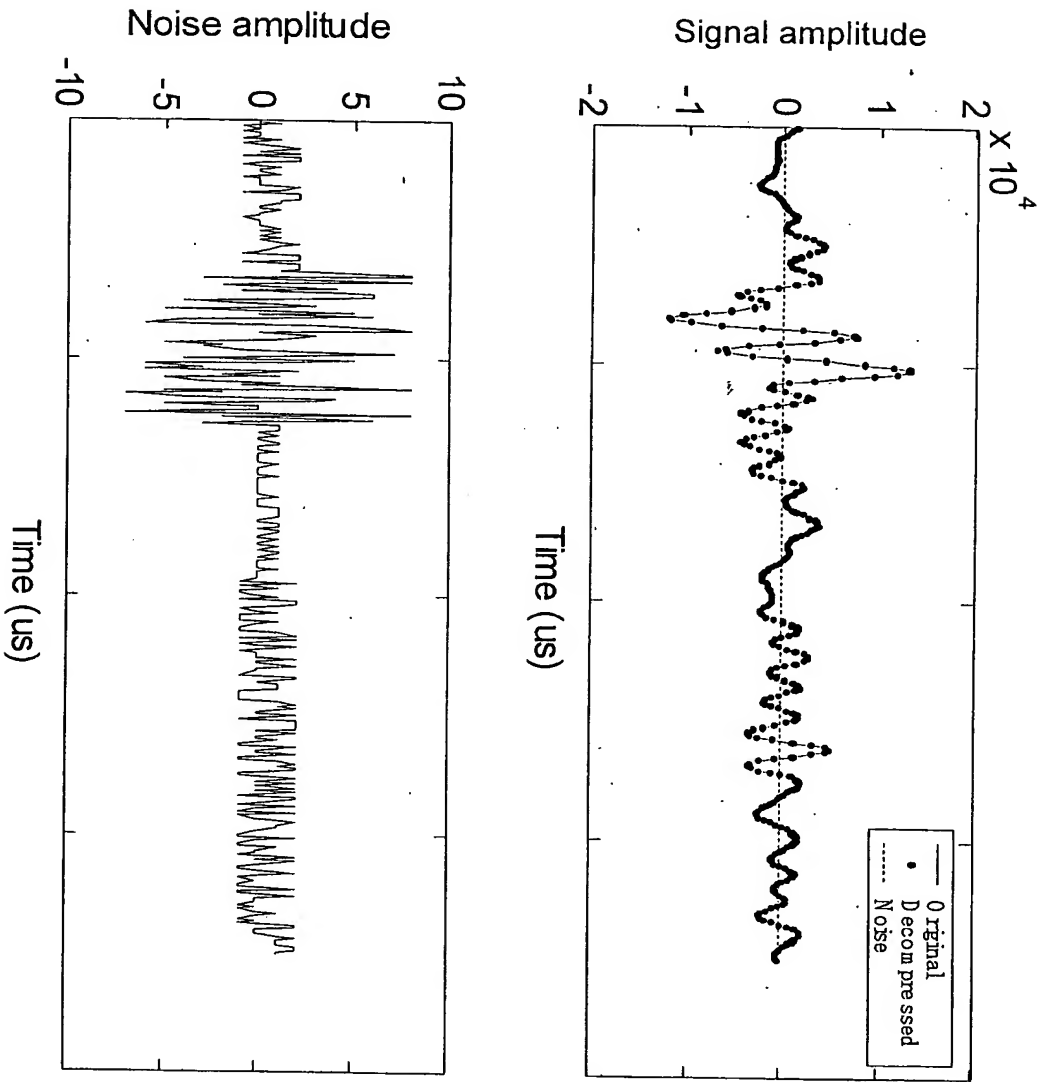 x 10 4
2
1
0
-1
-2
Signal amplitude
Original
Decompressed
Noise
Time (us)
10
5
0
-5
-10
Noise amplitude
Time (us)